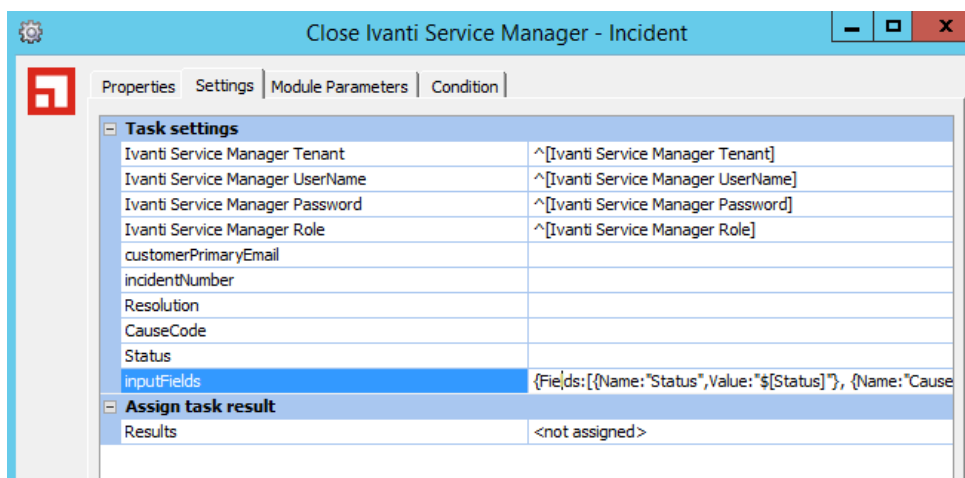 Close Ivanti Service Manager - Incident
Properties Settings Module Parameters Condition
Task settings
Ivanti Service Manager Tenant ^[Ivanti Service Manager Tenant]
Ivanti Service Manager UserName ^[Ivanti Service Manager UserName]
Ivanti Service Manager Password ^[Ivanti Service Manager Password]
Ivanti Service Manager Role ^[Ivanti Service Manager Role]
customerPrimaryEmail
incidentNumber
Resolution
CauseCode
Status
inputFields {Fields:[{Name:"Status",Value:"$[Status]"}, {Name:"Cause
Assign task result
Results <not assigned>